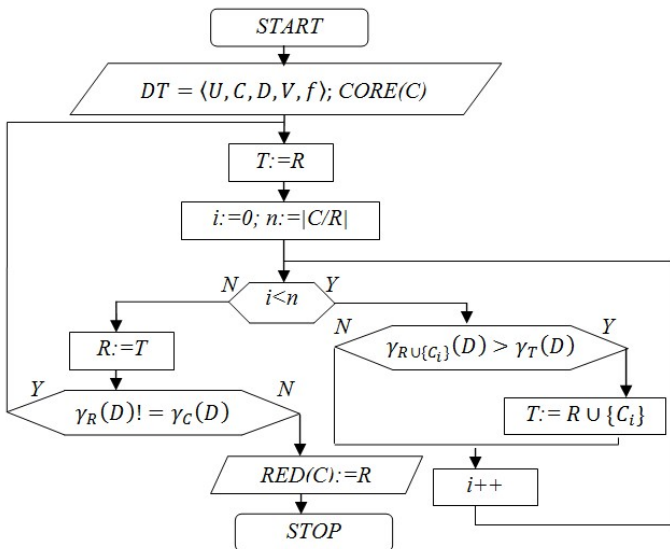 START
DT = ⟨U, C, D, V, f⟩; CORE(C)
T:=R
i:=0; n:=|C/R|
N
i<n
Y
R:=T
N
γ_{R∪{C_i}}(D) > γ_T(D)
Y
Y
γ_R(D)! = γ_C(D)
N
T:= R ∪ {C_i}
RED(C):=R
i++
STOP